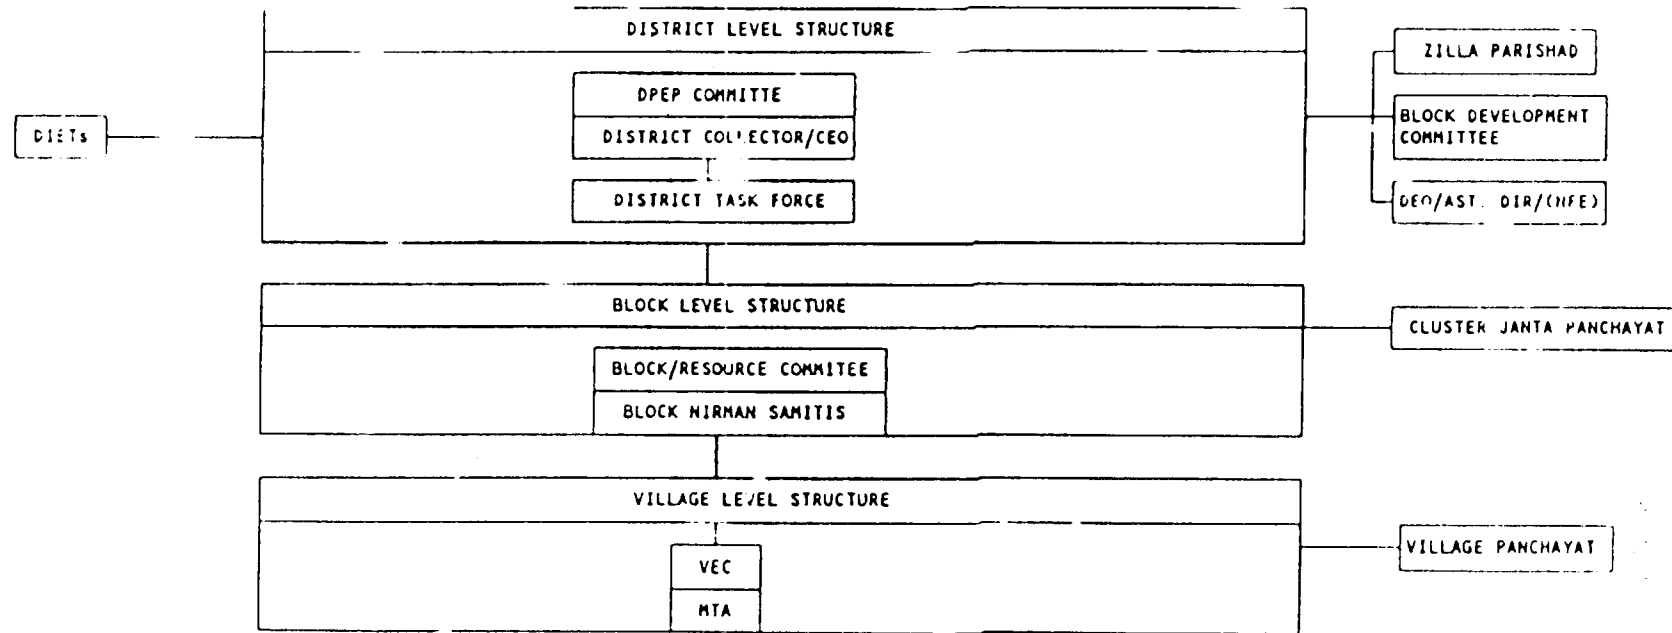 DISTRICT LEVEL STRUCTURE
ZILLA PARISHAD
DPEP COMMITTE
BLOCK DEVELOPMENT
COMMITTEE
DIETs
DISTRICT COLLECTOR/CEO
DISTRICT TASK FORCE
DEO/AST. DIR/(NFE)
BLOCK LEVEL STRUCTURE
CLUSTER JANTA PANCHAYAT
BLOCK/RESOURCE COMMITEE
BLOCK NIRMAN SAMITIS
VILLAGE LEVEL STRUCTURE
VILLAGE PANCHAYAT
VEC
MTA